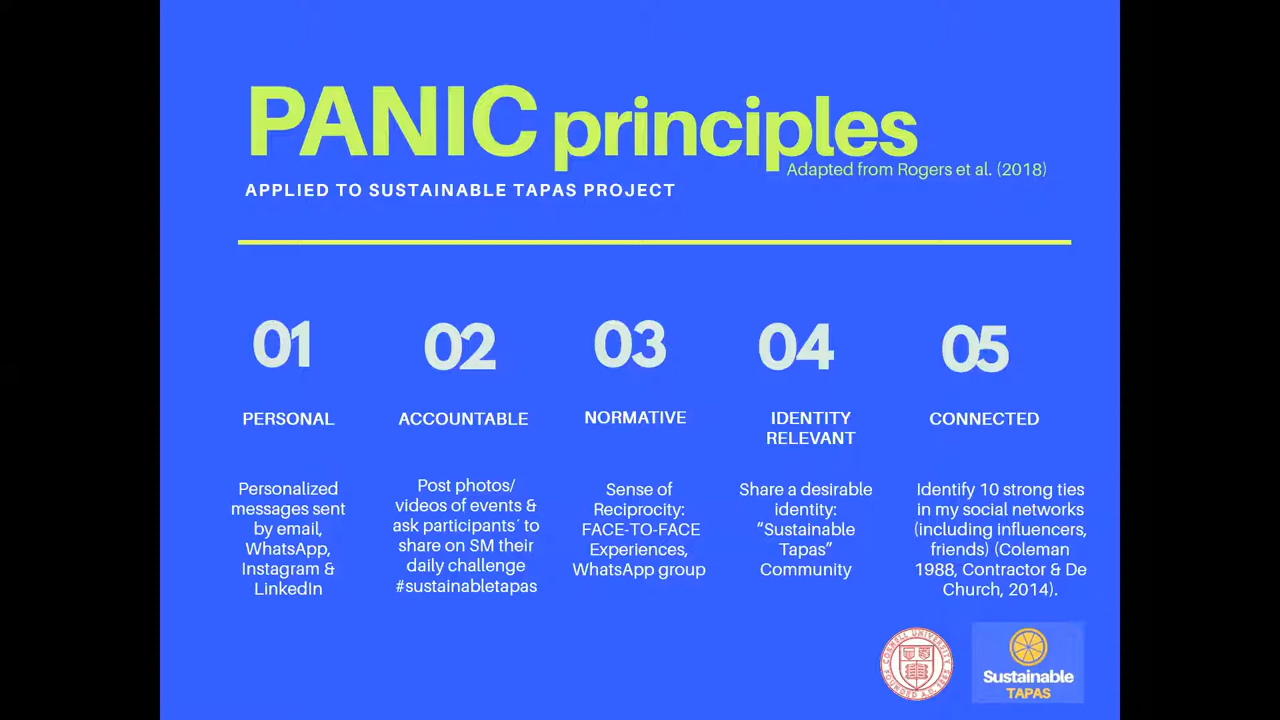 PANIC principles
Adapted from Rogers et al. (2018)
APPLIED TO SUSTAINABLE TAPAS PROJECT
01
PERSONAL
Personalized
messages sent
by email,
WhatsApp,
Instagram &
LinkedIn
02
ACCOUNTABLE
Post photos/
videos of events &
ask participants´ to
share on SM their
daily challenge
#sustainabletapas
03
NORMATIVE
Sense of
Reciprocity:
FACE-TO-FACE
Experiences,
WhatsApp group
04
IDENTITY
RELEVANT
Share a desirable
identity:
“Sustainable
Tapas”
Community
05
CONNECTED
Identify 10 strong ties
in my social networks
(including influencers,
friends) (Coleman
1988, Contractor & De
Church, 2014).
CORNELL UNIVERSITY
FOUNDED A.D. 1865
Sustainable
TAPAS